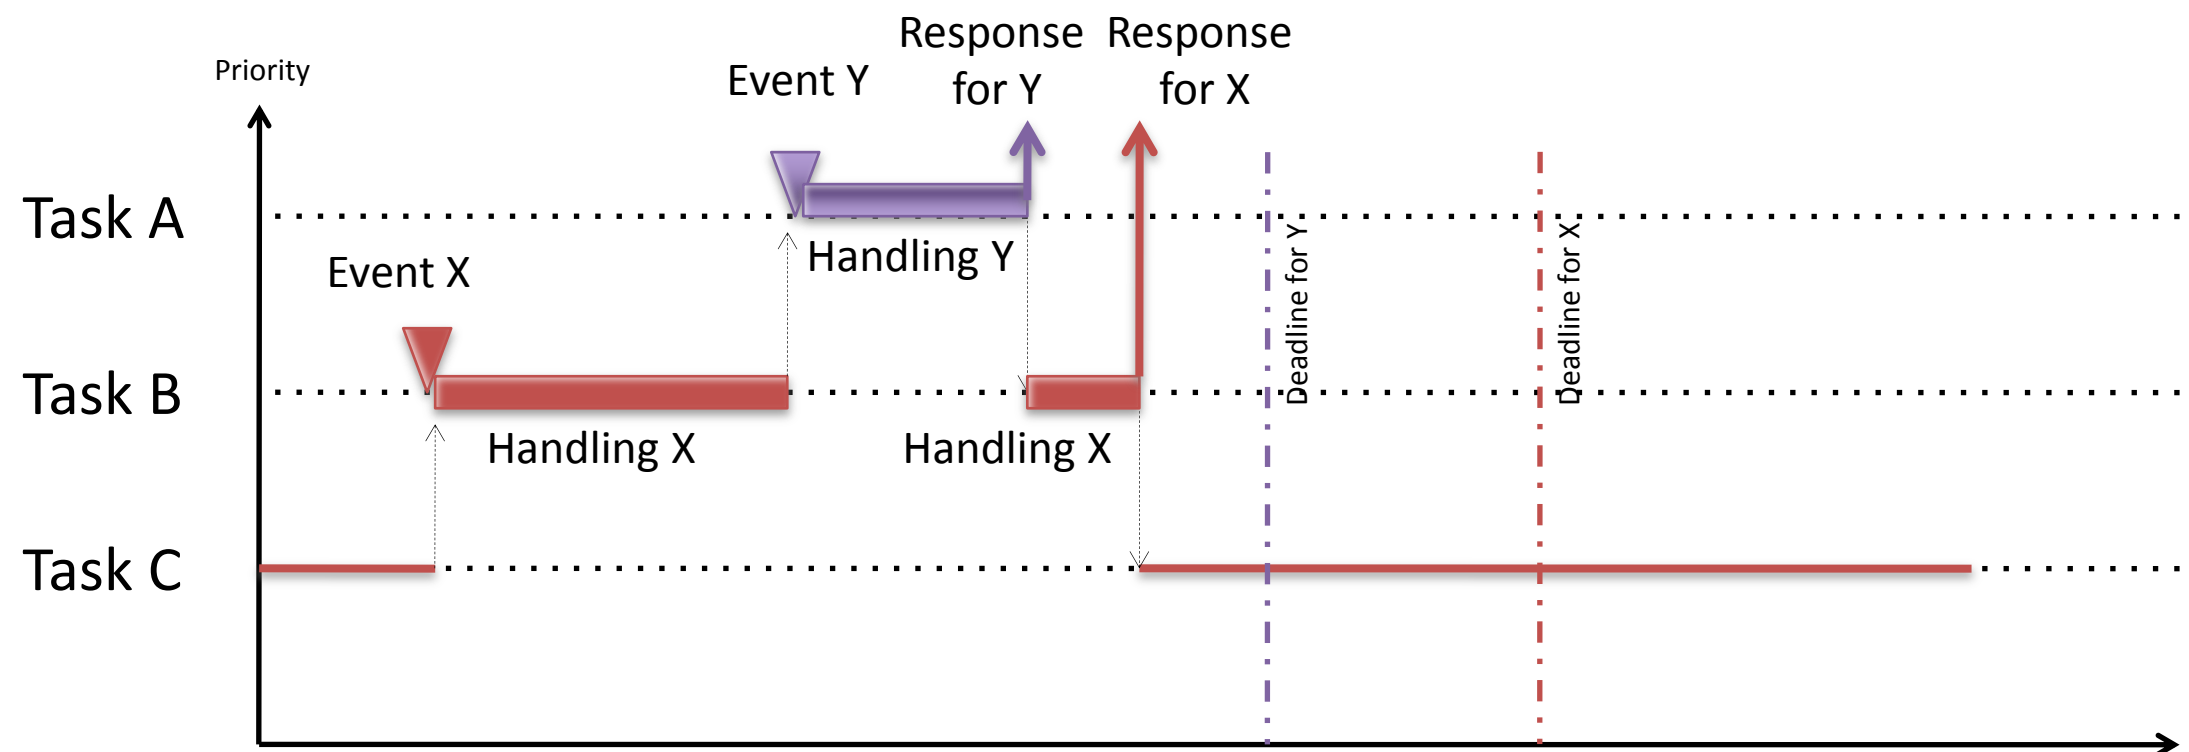 Response Response
for Y for X
Priority
Event Y
Task A
Handling Y
Event X
Deadline for Y
Deadline for X
Task B
Handling X Handling X
Task C